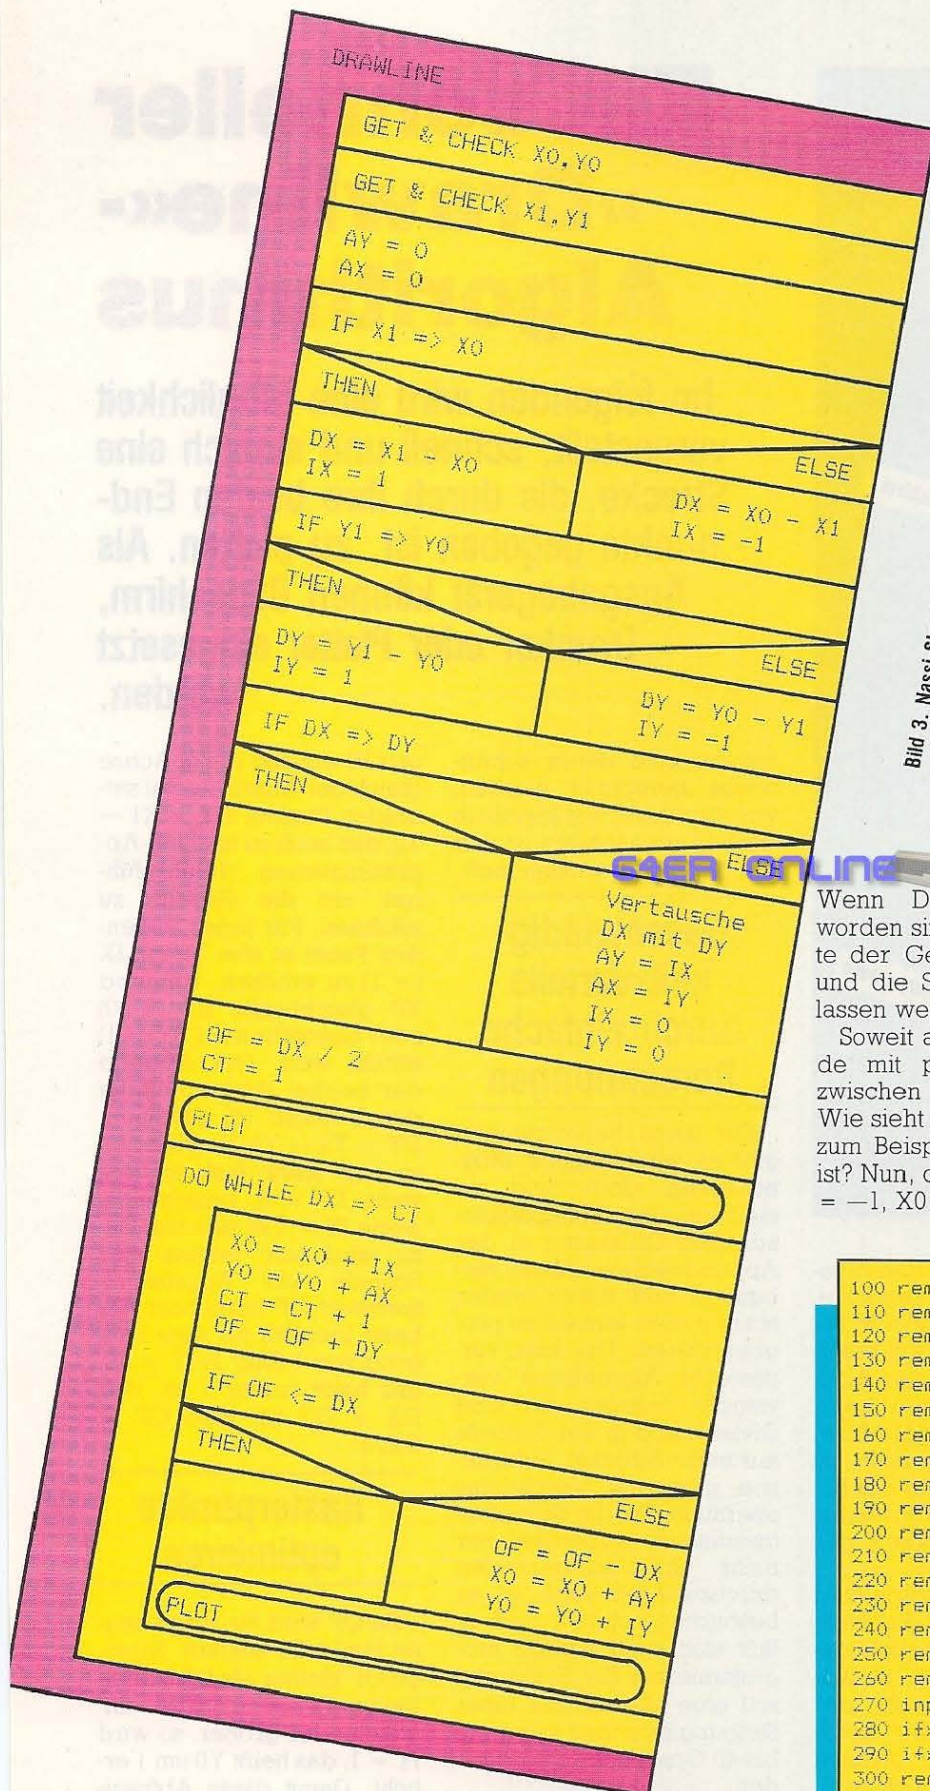 DRAWLINE
GET & CHECK X0,Y0
GET & CHECK X1,Y1
AY = 0
AX = 0
IF X1 => X0
THEN
ELSE
DX = X1 - X0
IX = 1
DX = X0 - X1
IX = -1
IF Y1 => Y0
THEN
ELSE
DY = Y1 - Y0
IY = 1
DY = Y0 - Y1
IY = -1
IF DX => DY
THEN
ELSE
Vertausche
DX mit DY
AY = IX
AX = IY
IX = 0
IY = 0
OF = DX / 2
CT = 1
PLOT
DO WHILE DX => CT
X0 = X0 + IX
Y0 = Y0 + AX
CT = CT + 1
OF = OF + DY
IF OF <= DX
THEN
ELSE
OF = OF - DX
X0 = X0 + AY
Y0 = Y0 + IY
PLOT
Bild 3. Nassi
64ER ONLINE
Wenn D
worden si
te der Ge
und die S
lassen we
Soweit a
de mit p
zwischen
Wie sieht
zum Beisp
ist? Nun, d
= —1, X0
100 rem
110 rem
120 rem
130 rem
140 rem
150 rem
160 rem
170 rem
180 rem
190 rem
200 rem
210 rem
220 rem
230 rem
240 rem
250 rem
260 rem
270 inp
280 ifx
290 ifx
300 rem